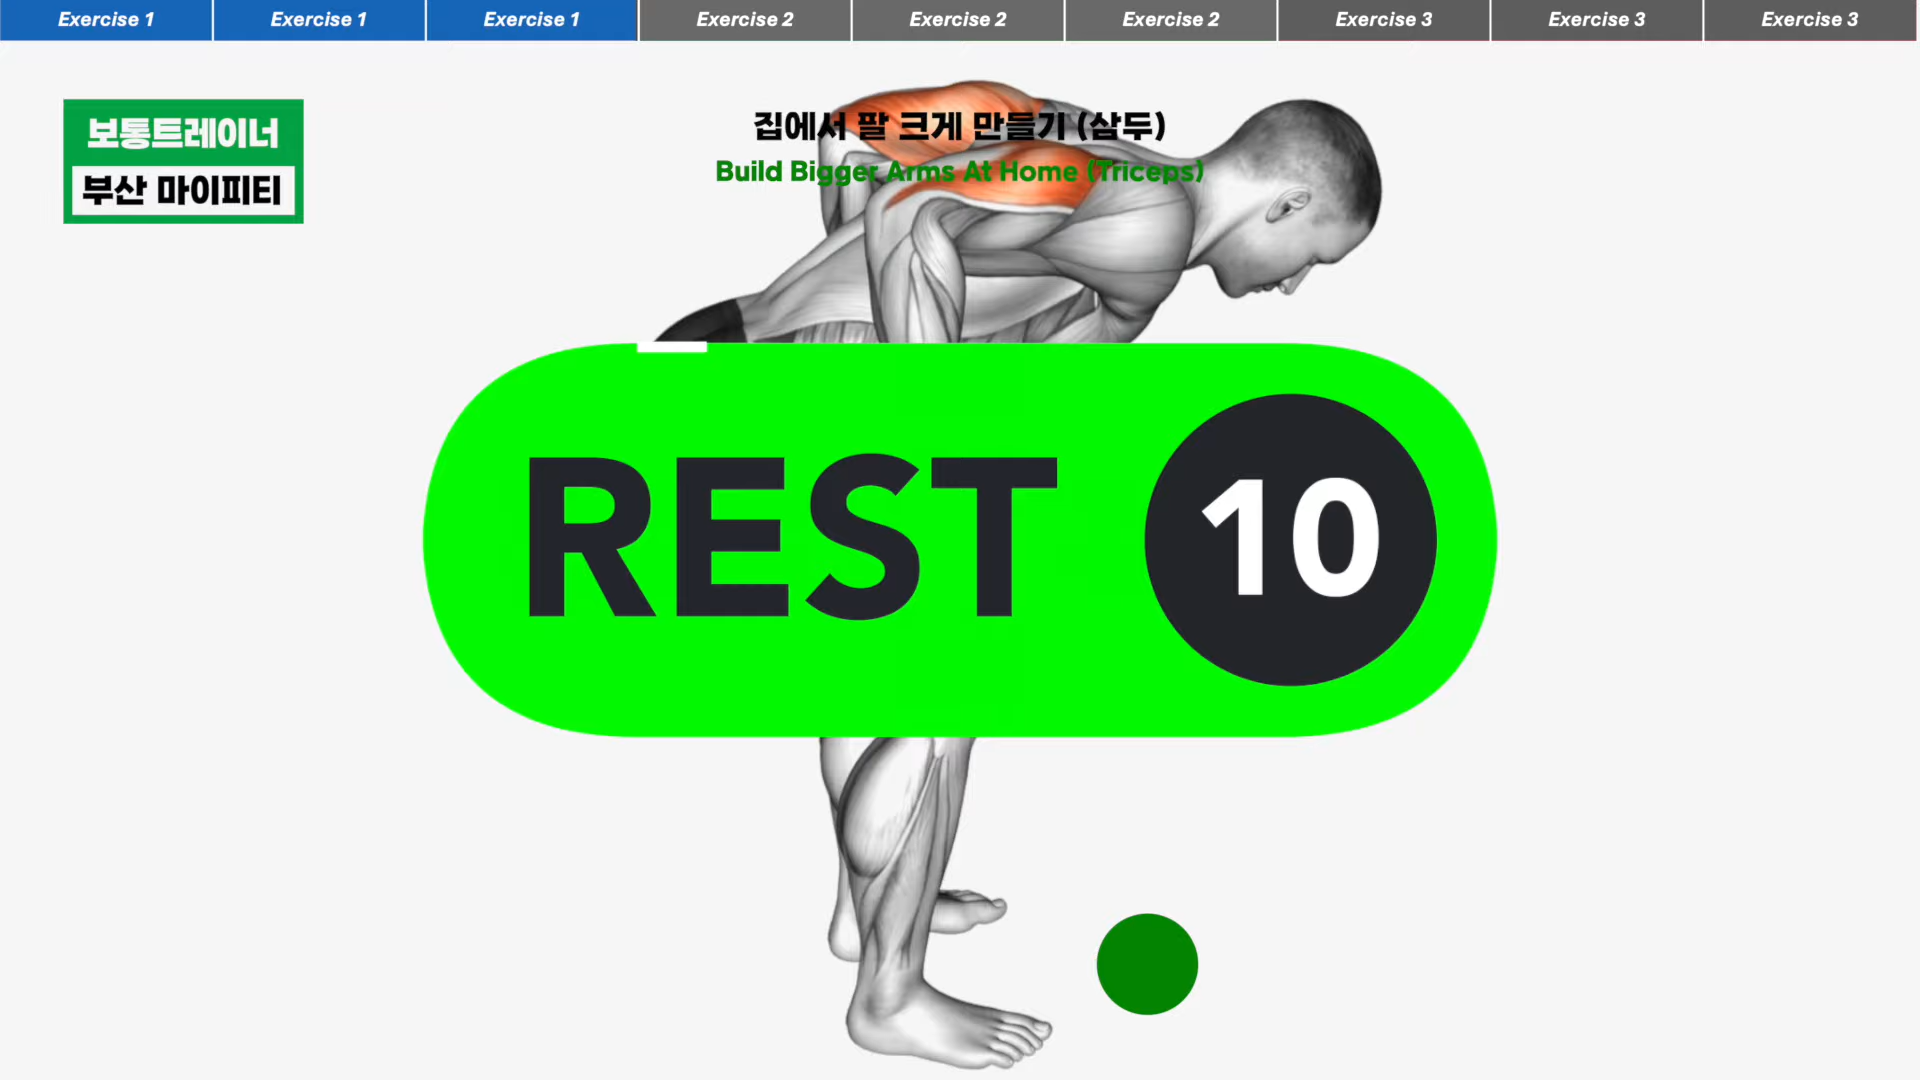 Exercise 1 Exercise 1 Exercise 1 Exercise 2 Exercise 2 Exercise 2 Exercise 3 Exercise 3 Exercise 3
보통트레이너
부산 마이피티
집에서 팔 크게 만들기 (삼두)
Build Bigger Arms At Home (Triceps)
REST 10